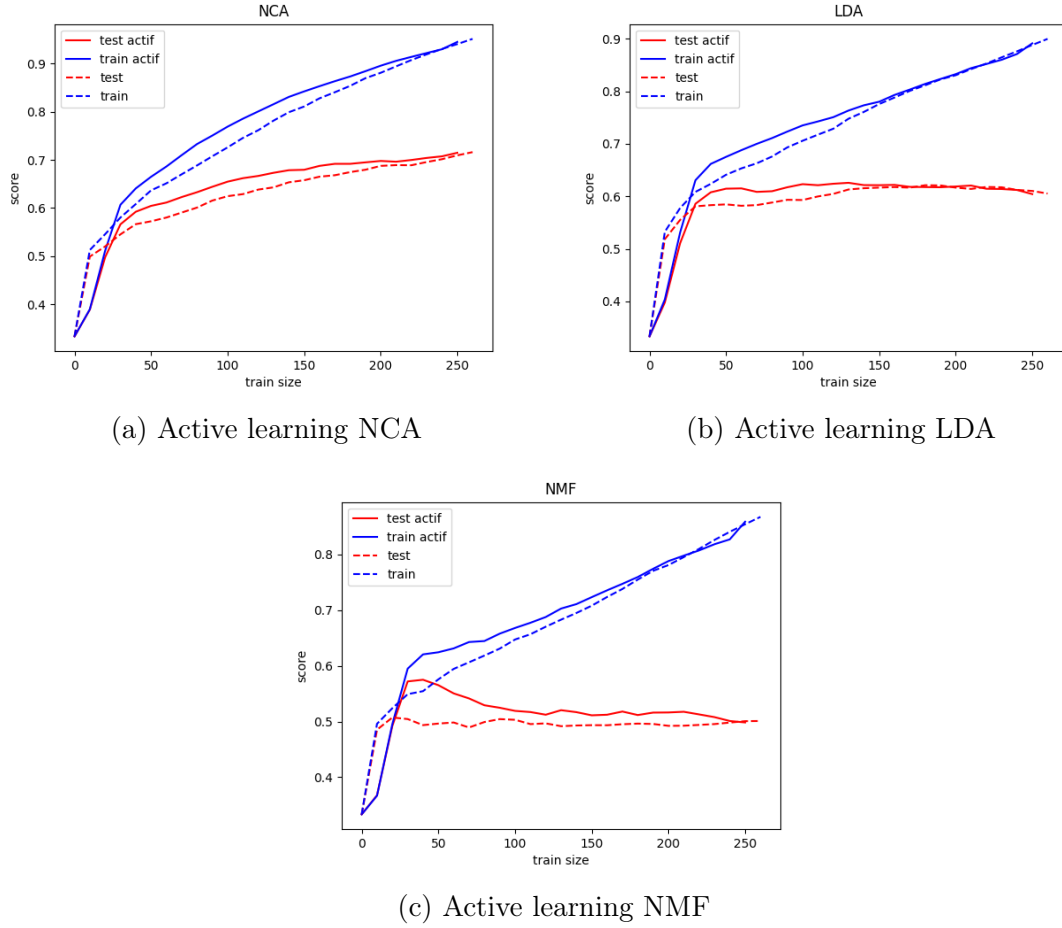 NCA
test actif
train actif
test
train
score
0.9
0.8
0.7
0.6
0.5
0.4
0 50 100 150 200 250
train size
(a) Active learning NCA
LDA
test actif
train actif
test
train
score
0.9
0.8
0.7
0.6
0.5
0.4
0 50 100 150 200 250
train size
(b) Active learning LDA
NMF
test actif
train actif
test
train
score
0.8
0.7
0.6
0.5
0.4
0 50 100 150 200 250
train size
(c) Active learning NMF